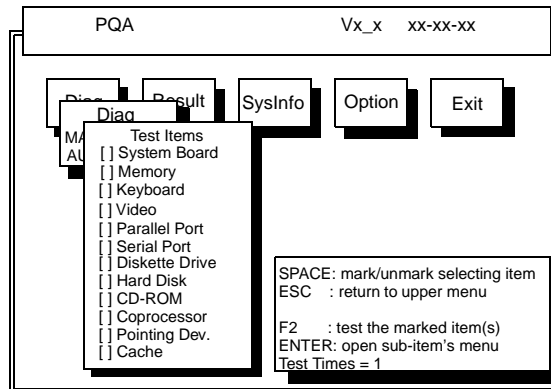 PQA Vx_x xx-xx-xx
Diag Result SysInfo Option Exit
Diag
MA
AU
Test Items
[ ] System Board
[ ] Memory
[ ] Keyboard
[ ] Video
[ ] Parallel Port
[ ] Serial Port
[ ] Diskette Drive
[ ] Hard Disk
[ ] CD-ROM
[ ] Coprocessor
[ ] Pointing Dev.
[ ] Cache
SPACE: mark/unmark selecting item
ESC : return to upper menu
F2 : test the marked item(s)
ENTER: open sub-item's menu
Test Times = 1